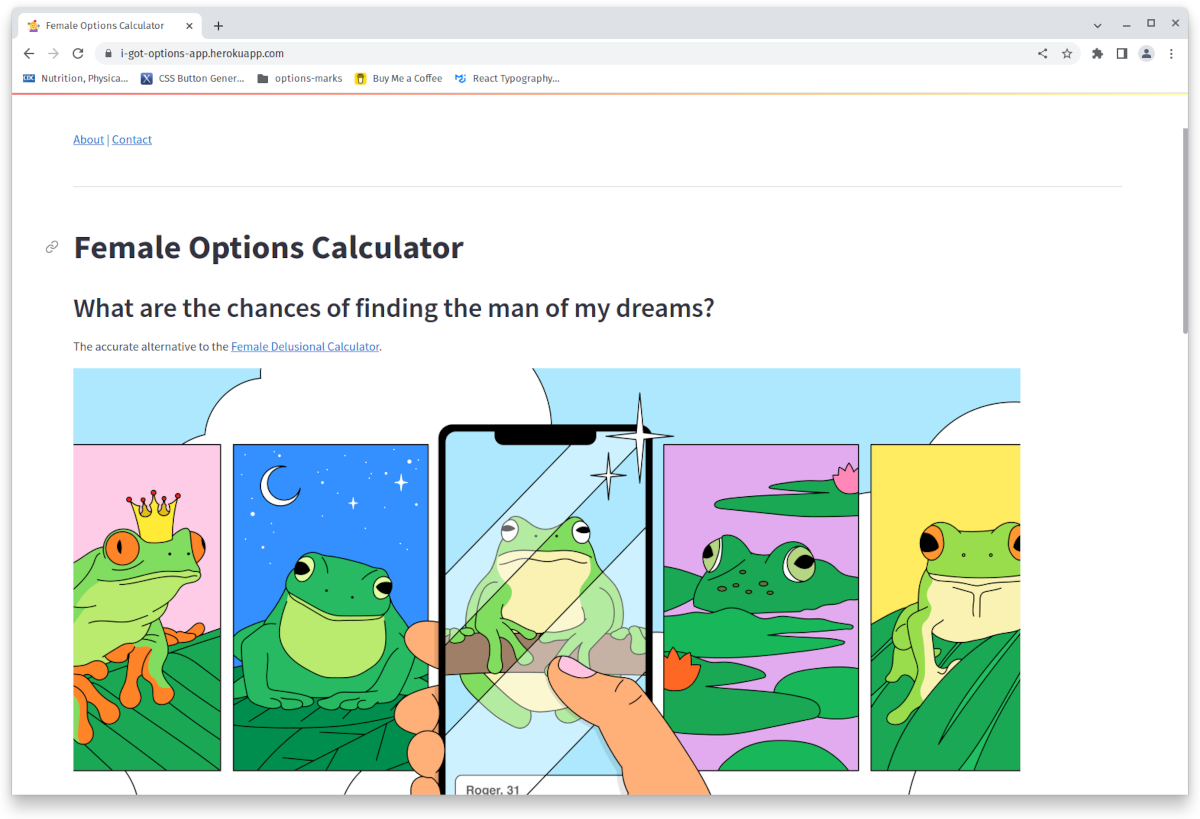 Female Options Calculator
i-got-options-app.herokuapp.com
Nutrition, Physica... CSS Button Gener... options-marks Buy Me a Coffee React Typography...
About | Contact
Female Options Calculator
What are the chances of finding the man of my dreams?
The accurate alternative to the Female Delusional Calculator.
Roger, 31